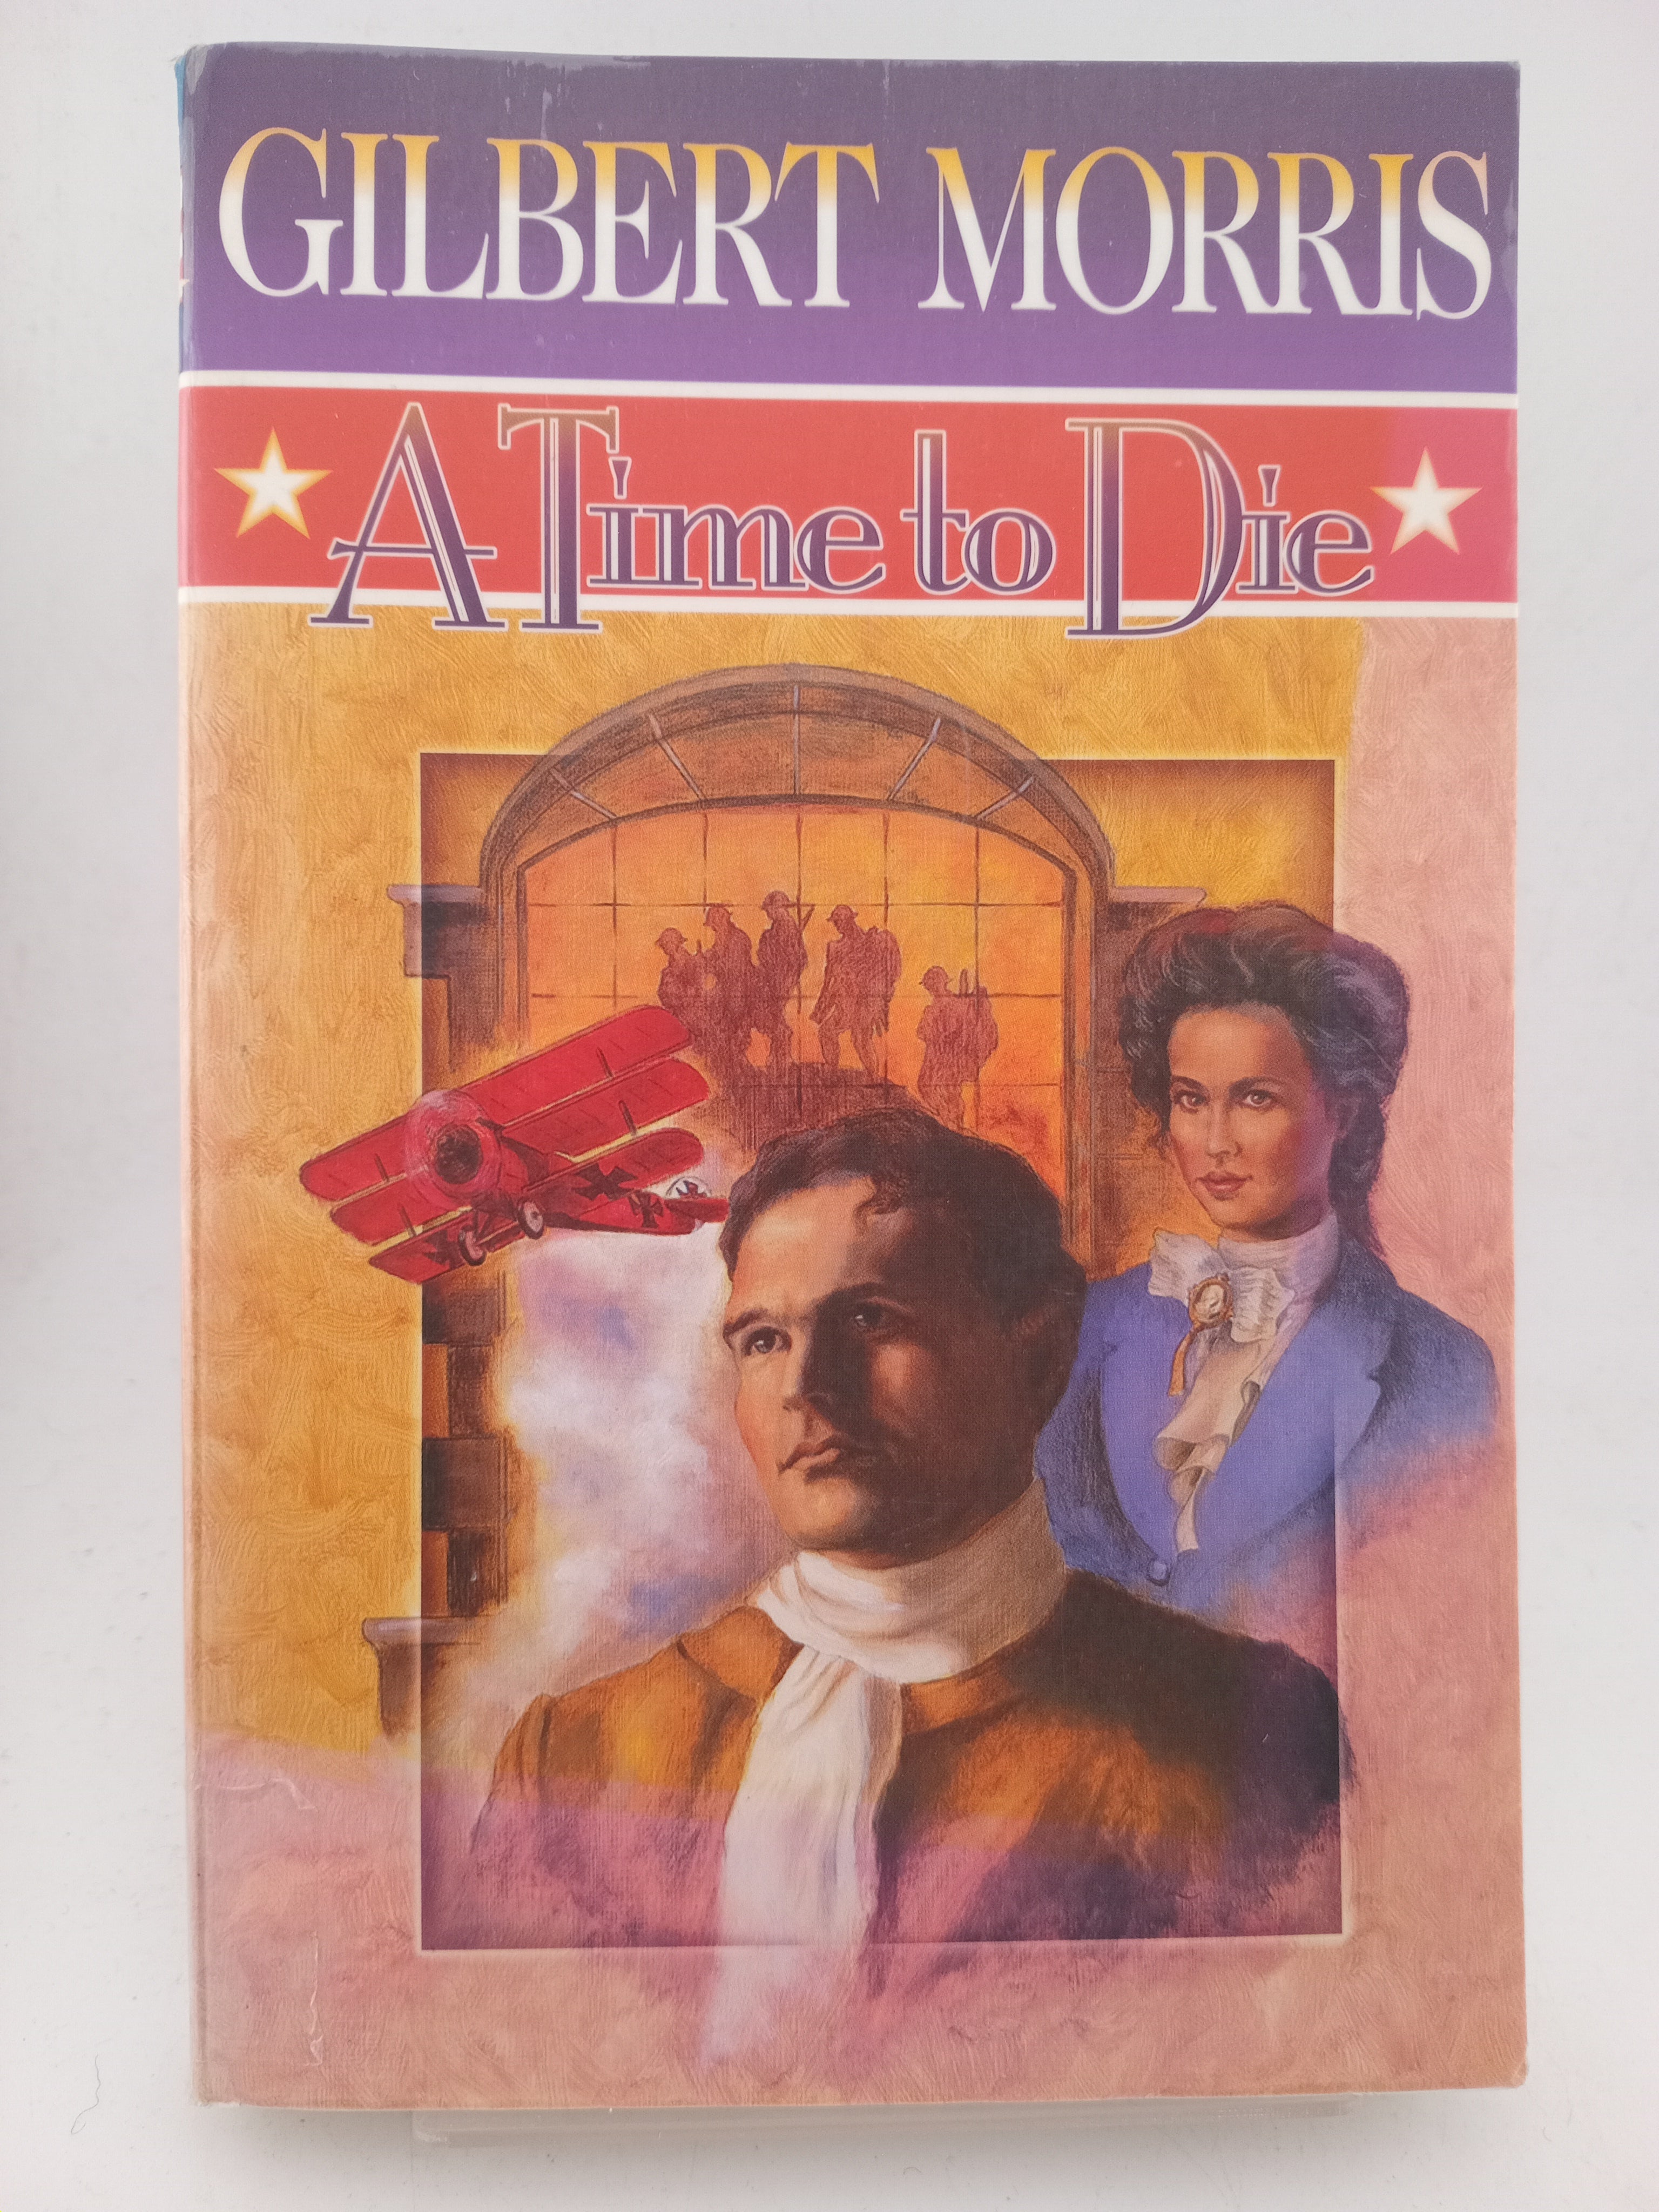 GILBERT MORRIS
A Time to Die